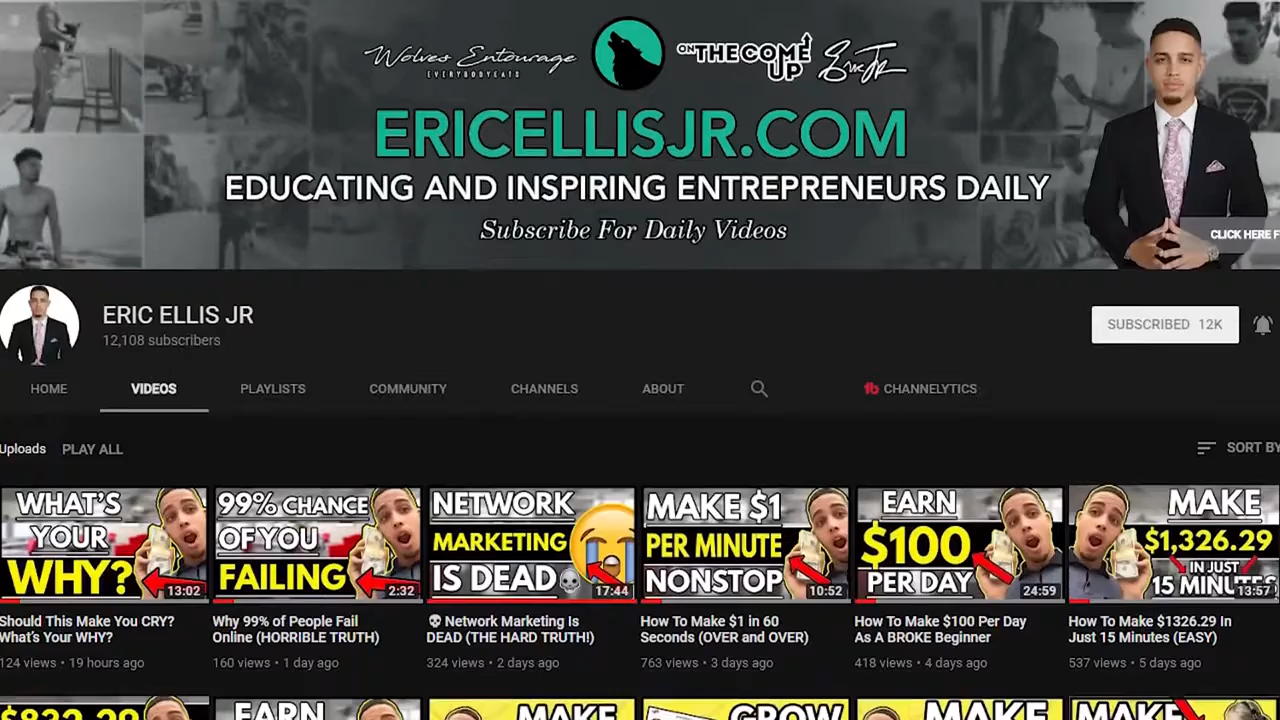 Wolves Entourage
EVERYBODYEATS
ON THE COME UP
ERICELLISJR.COM
EDUCATING AND INSPIRING ENTREPRENEURS DAILY
Subscribe For Daily Videos
CLICK HERE F
ERIC ELLIS JR
12,108 subscribers
SUBSCRIBED 12K
HOME VIDEOS PLAYLISTS COMMUNITY CHANNELS ABOUT CHANNELYTICS
Uploads PLAY ALL
SORT BY
WHAT'S
YOUR
WHY?
13:02
99% CHANCE
OF YOU
FAILING
2:32
NETWORK
MARKETING
IS DEAD
17:44
MAKE $1
PER MINUTE
NONSTOP
10:52
EARN
$100
PER DAY
24:59
MAKE
$1,326.29
IN JUST
15 MINUTES
13:57
Should This Make You CRY?
What's Your WHY?
124 views • 19 hours ago
Why 99% of People Fail
Online (HORRIBLE TRUTH)
160 views • 1 day ago
💀 Network Marketing Is
DEAD (THE HARD TRUTH!)
324 views • 2 days ago
How To Make $1 in 60
Seconds (OVER and OVER)
763 views • 3 days ago
How To Make $100 Per Day
As A BROKE Beginner
418 views • 4 days ago
How To Make $1326.29 In
Just 15 Minutes (EASY)
537 views • 5 days ago
$832.29
EARN
MAKE
GROW
MAKE
MAKE